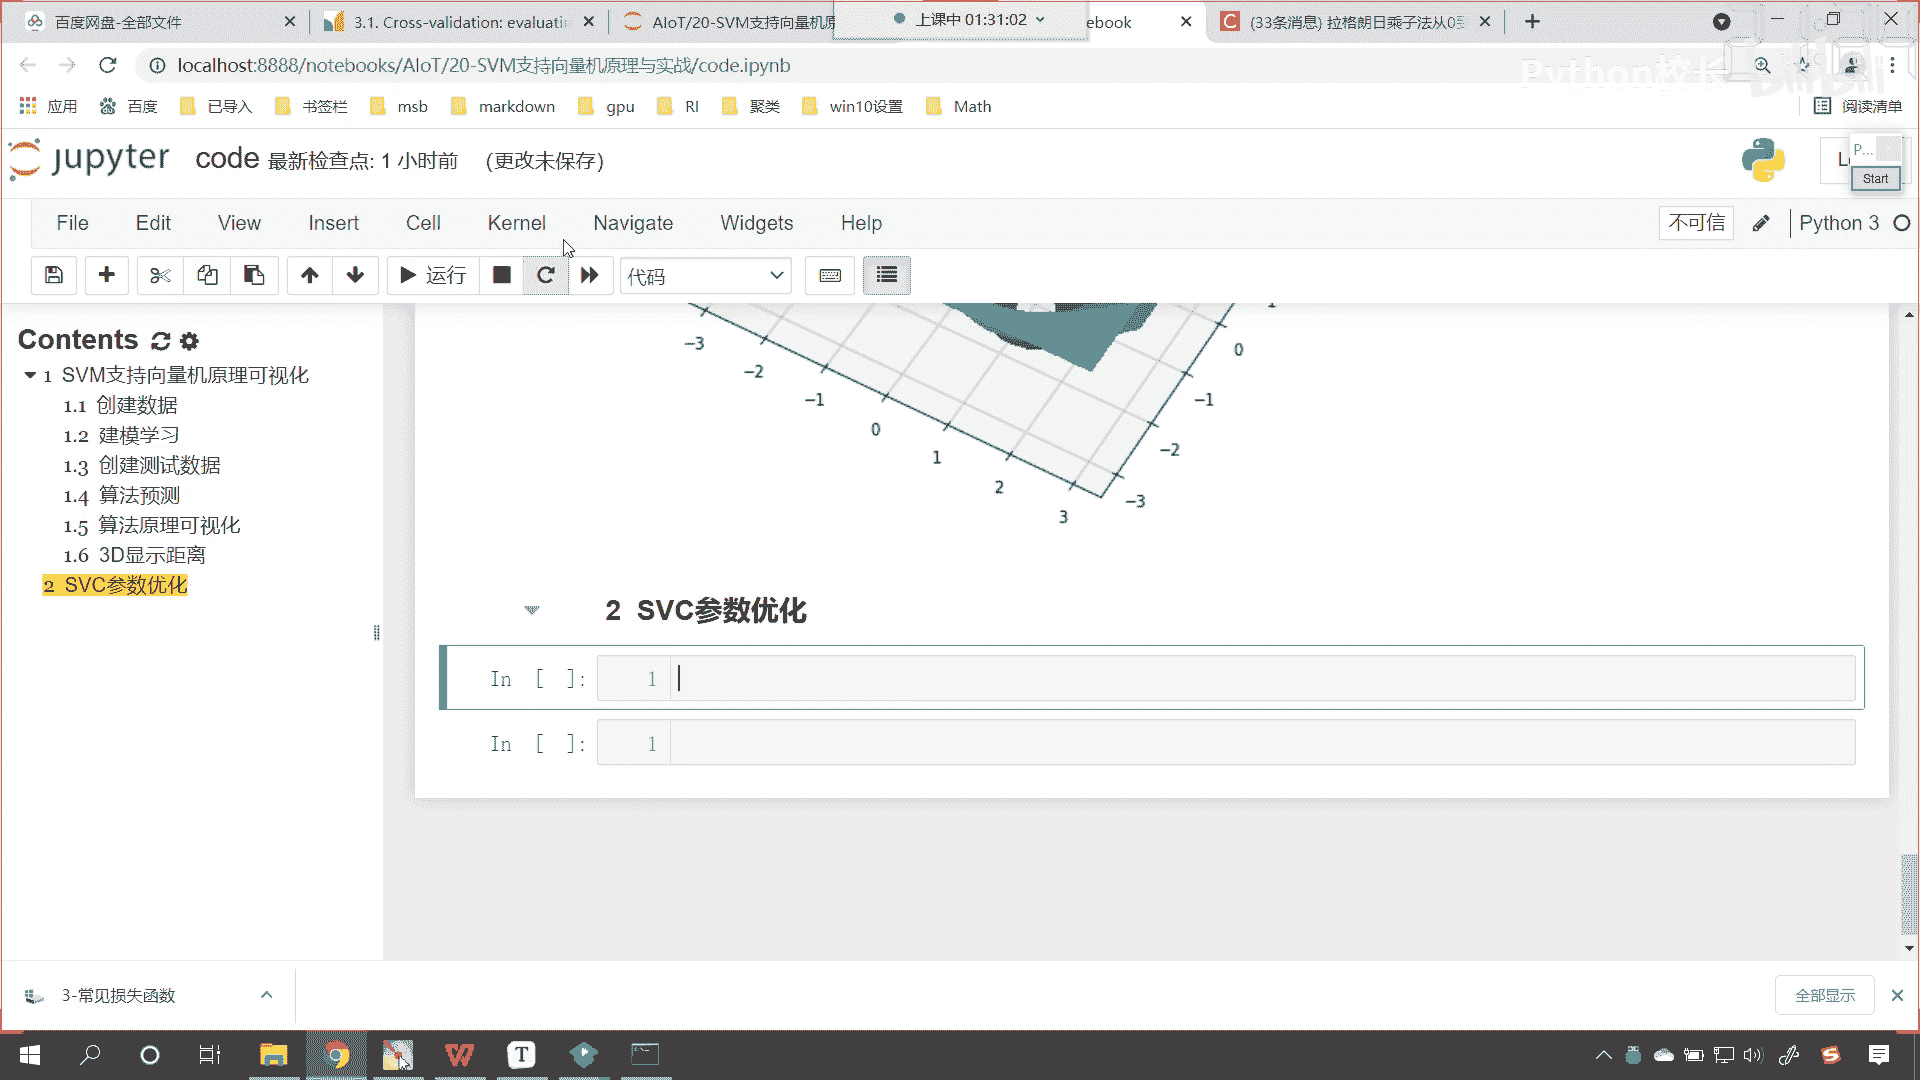 百度网盘-全部文件
3.1. Cross-validation: evaluati
AIoT/20-SVM支持向量机原
上课中 01:31:02
ebook
(33条消息) 拉格朗日乘子法从0到
localhost:8888/notebooks/AIoT/20-SVM支持向量机原理与实战/code.ipynb
Python校长
bilibili
应用 百度 已导入 书签栏 msb markdown gpu RI 聚类 win10设置 Math 阅读清单
jupyter code 最新检查点: 1 小时前 (更改未保存)
P...
Start
File Edit View Insert Cell Kernel Navigate Widgets Help 不可信 Python 3
运行 代码
Contents
1 SVM支持向量机原理可视化
1.1 创建数据
1.2 建模学习
1.3 创建测试数据
1.4 算法预测
1.5 算法原理可视化
1.6 3D显示距离
2 SVC参数优化
−3
−2
−1
0
1
2
3
0
−1
−2
−3
2 SVC参数优化
In [ ]: 1
In [ ]: 1
3-常见损失函数
全部显示